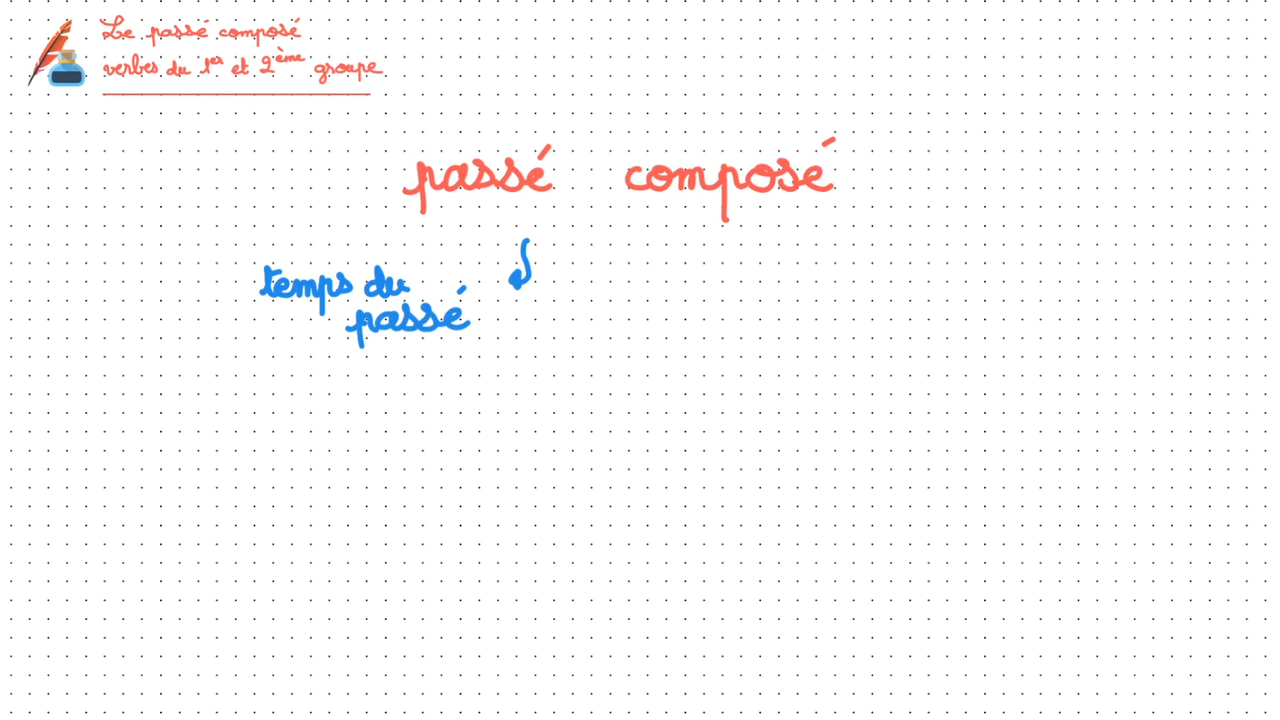 Le passé composé
verbes du 1er et 2ème groupe
passé composé
temps du
passé